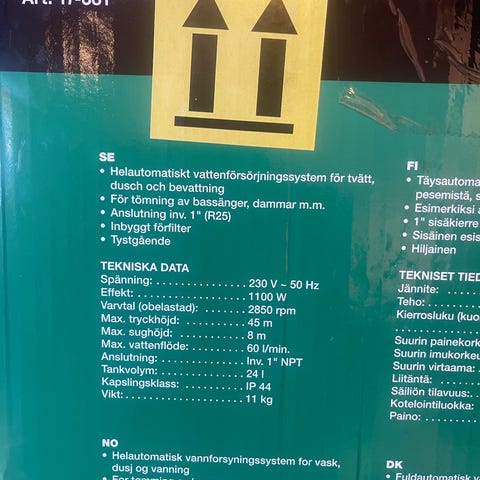 SE
• Helautomatiskt vattenförsörjningssystem för tvätt,
dusch och bevattning
• För tömning av bassänger, dammar m.m.
• Anslutning inv. 1" (R25)
• Inbyggt förfilter
• Tystgående
TEKNISKA DATA
Spänning: . . . . . . . . . . . . . . . 230 V ~ 50 Hz
Effekt: . . . . . . . . . . . . . . . . . . 1100 W
Varvtal (obelastad): . . . . . . . . 2850 rpm
Max. tryckhöjd: . . . . . . . . . . . 45 m
Max. sughöjd: . . . . . . . . . . . . 8 m
Max. vattenflöde: . . . . . . . . . . 60 l/min.
Anslutning: . . . . . . . . . . . . . . Inv. 1" NPT
Tankvolym: . . . . . . . . . . . . . . 24 l
Kapslingsklass: . . . . . . . . . . . IP 44
Vikt: . . . . . . . . . . . . . . . . . . . 11 kg
NO
• Helautomatisk vannforsyningssystem for vask,
dusj og vanning
FI
• Täysautoma
pesemistä, s
• Esimerkiksi a
• 1" sisäkierre
• Sisäinen esis
• Hiljainen
TEKNISET TIED
Jännite: . . . . .
Teho: . . . . . . .
Kierrosluku (kuo
. . . . . . . . . . .
Suurin painekork
Suurin imukorkeu
Suurin virtaama: .
Liitäntä: . . . . . .
Säiliön tilavuus: . .
Kotelointiluokka: .
Paino: . . . . . . .
DK
• Fuldautomatisk v